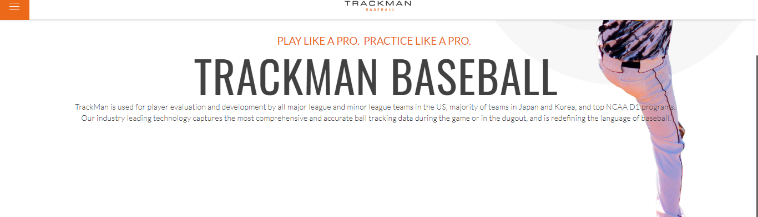 TRACKMAN
BASEBALL
PLAY LIKE A PRO. PRACTICE LIKE A PRO.
TRACKMAN BASEBALL
TrackMan is used for player evaluation and development by all major league and minor league teams in the US, majority of teams in Japan and Korea, and top NCAA D1 programs.
Our industry leading technology captures the most comprehensive and accurate ball tracking data during the game or in the dugout, and is redefining the language of baseball.